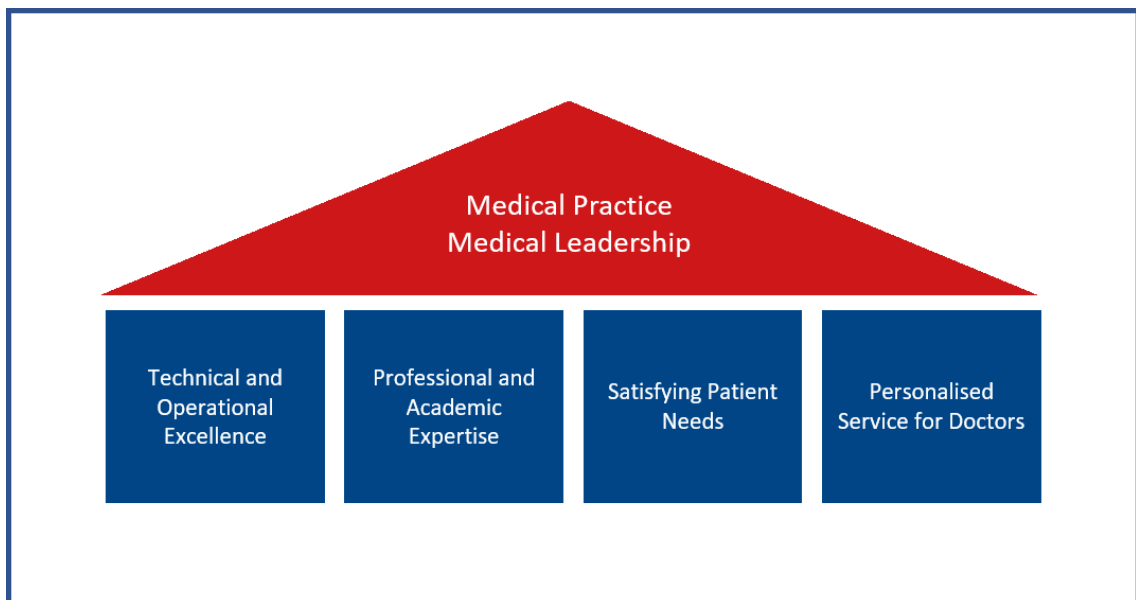 Medical Practice
Medical Leadership
Technical and
Operational
Excellence
Professional and
Academic
Expertise
Satisfying Patient
Needs
Personalised
Service for Doctors